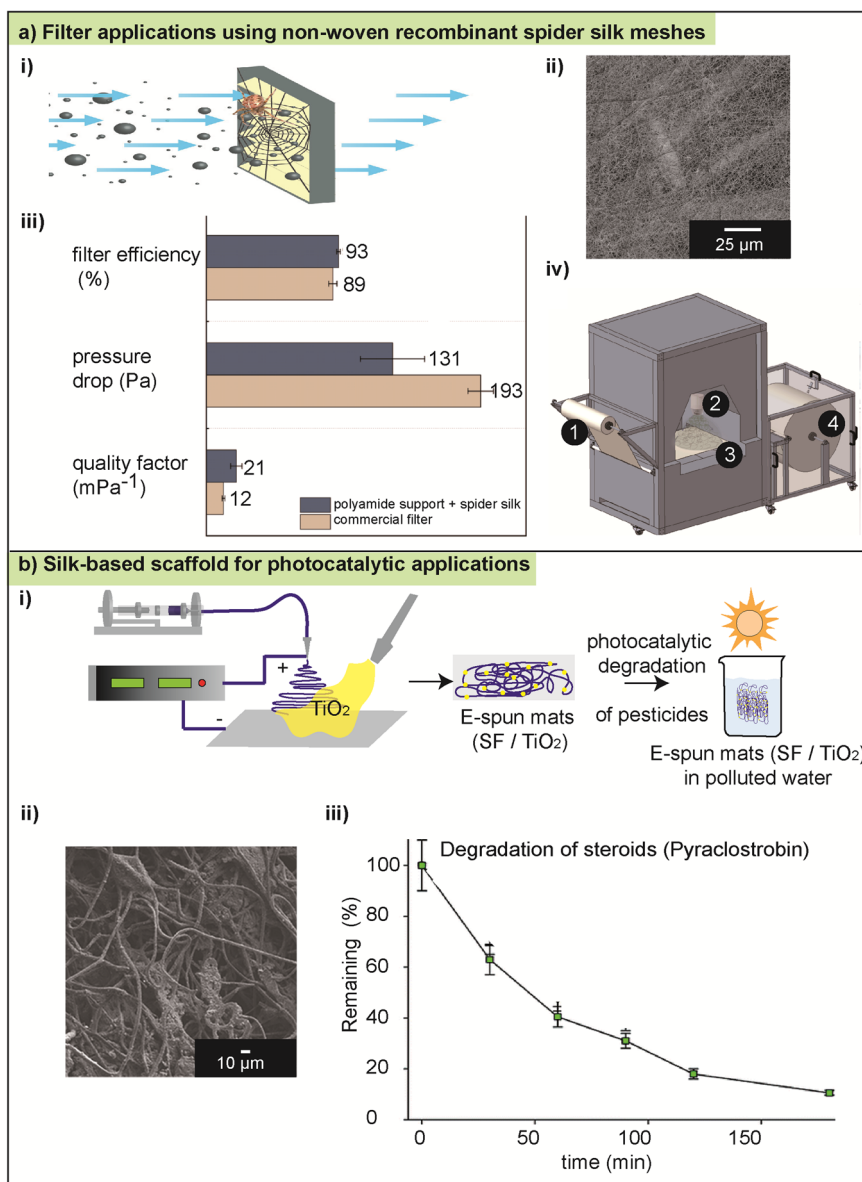 a) Filter applications using non-woven recombinant spider silk meshes
i)
ii)
25 µm
iii)
filter efficiency
(%)
93
89
pressure
drop (Pa)
131
193
quality factor
(mPa⁻¹)
21
12
polyamide support + spider silk
commercial filter
iv)
1
2
3
4
b) Silk-based scaffold for photocatalytic applications
i)
+
-
TiO₂
E-spun mats
(SF / TiO₂)
photocatalytic
degradation
of pesticides
E-spun mats (SF / TiO₂)
in polluted water
ii)
10 µm
iii)
Degradation of steroids (Pyraclostrobin)
Remaining (%)
100
80
60
40
20
0
0
50
100
150
time (min)